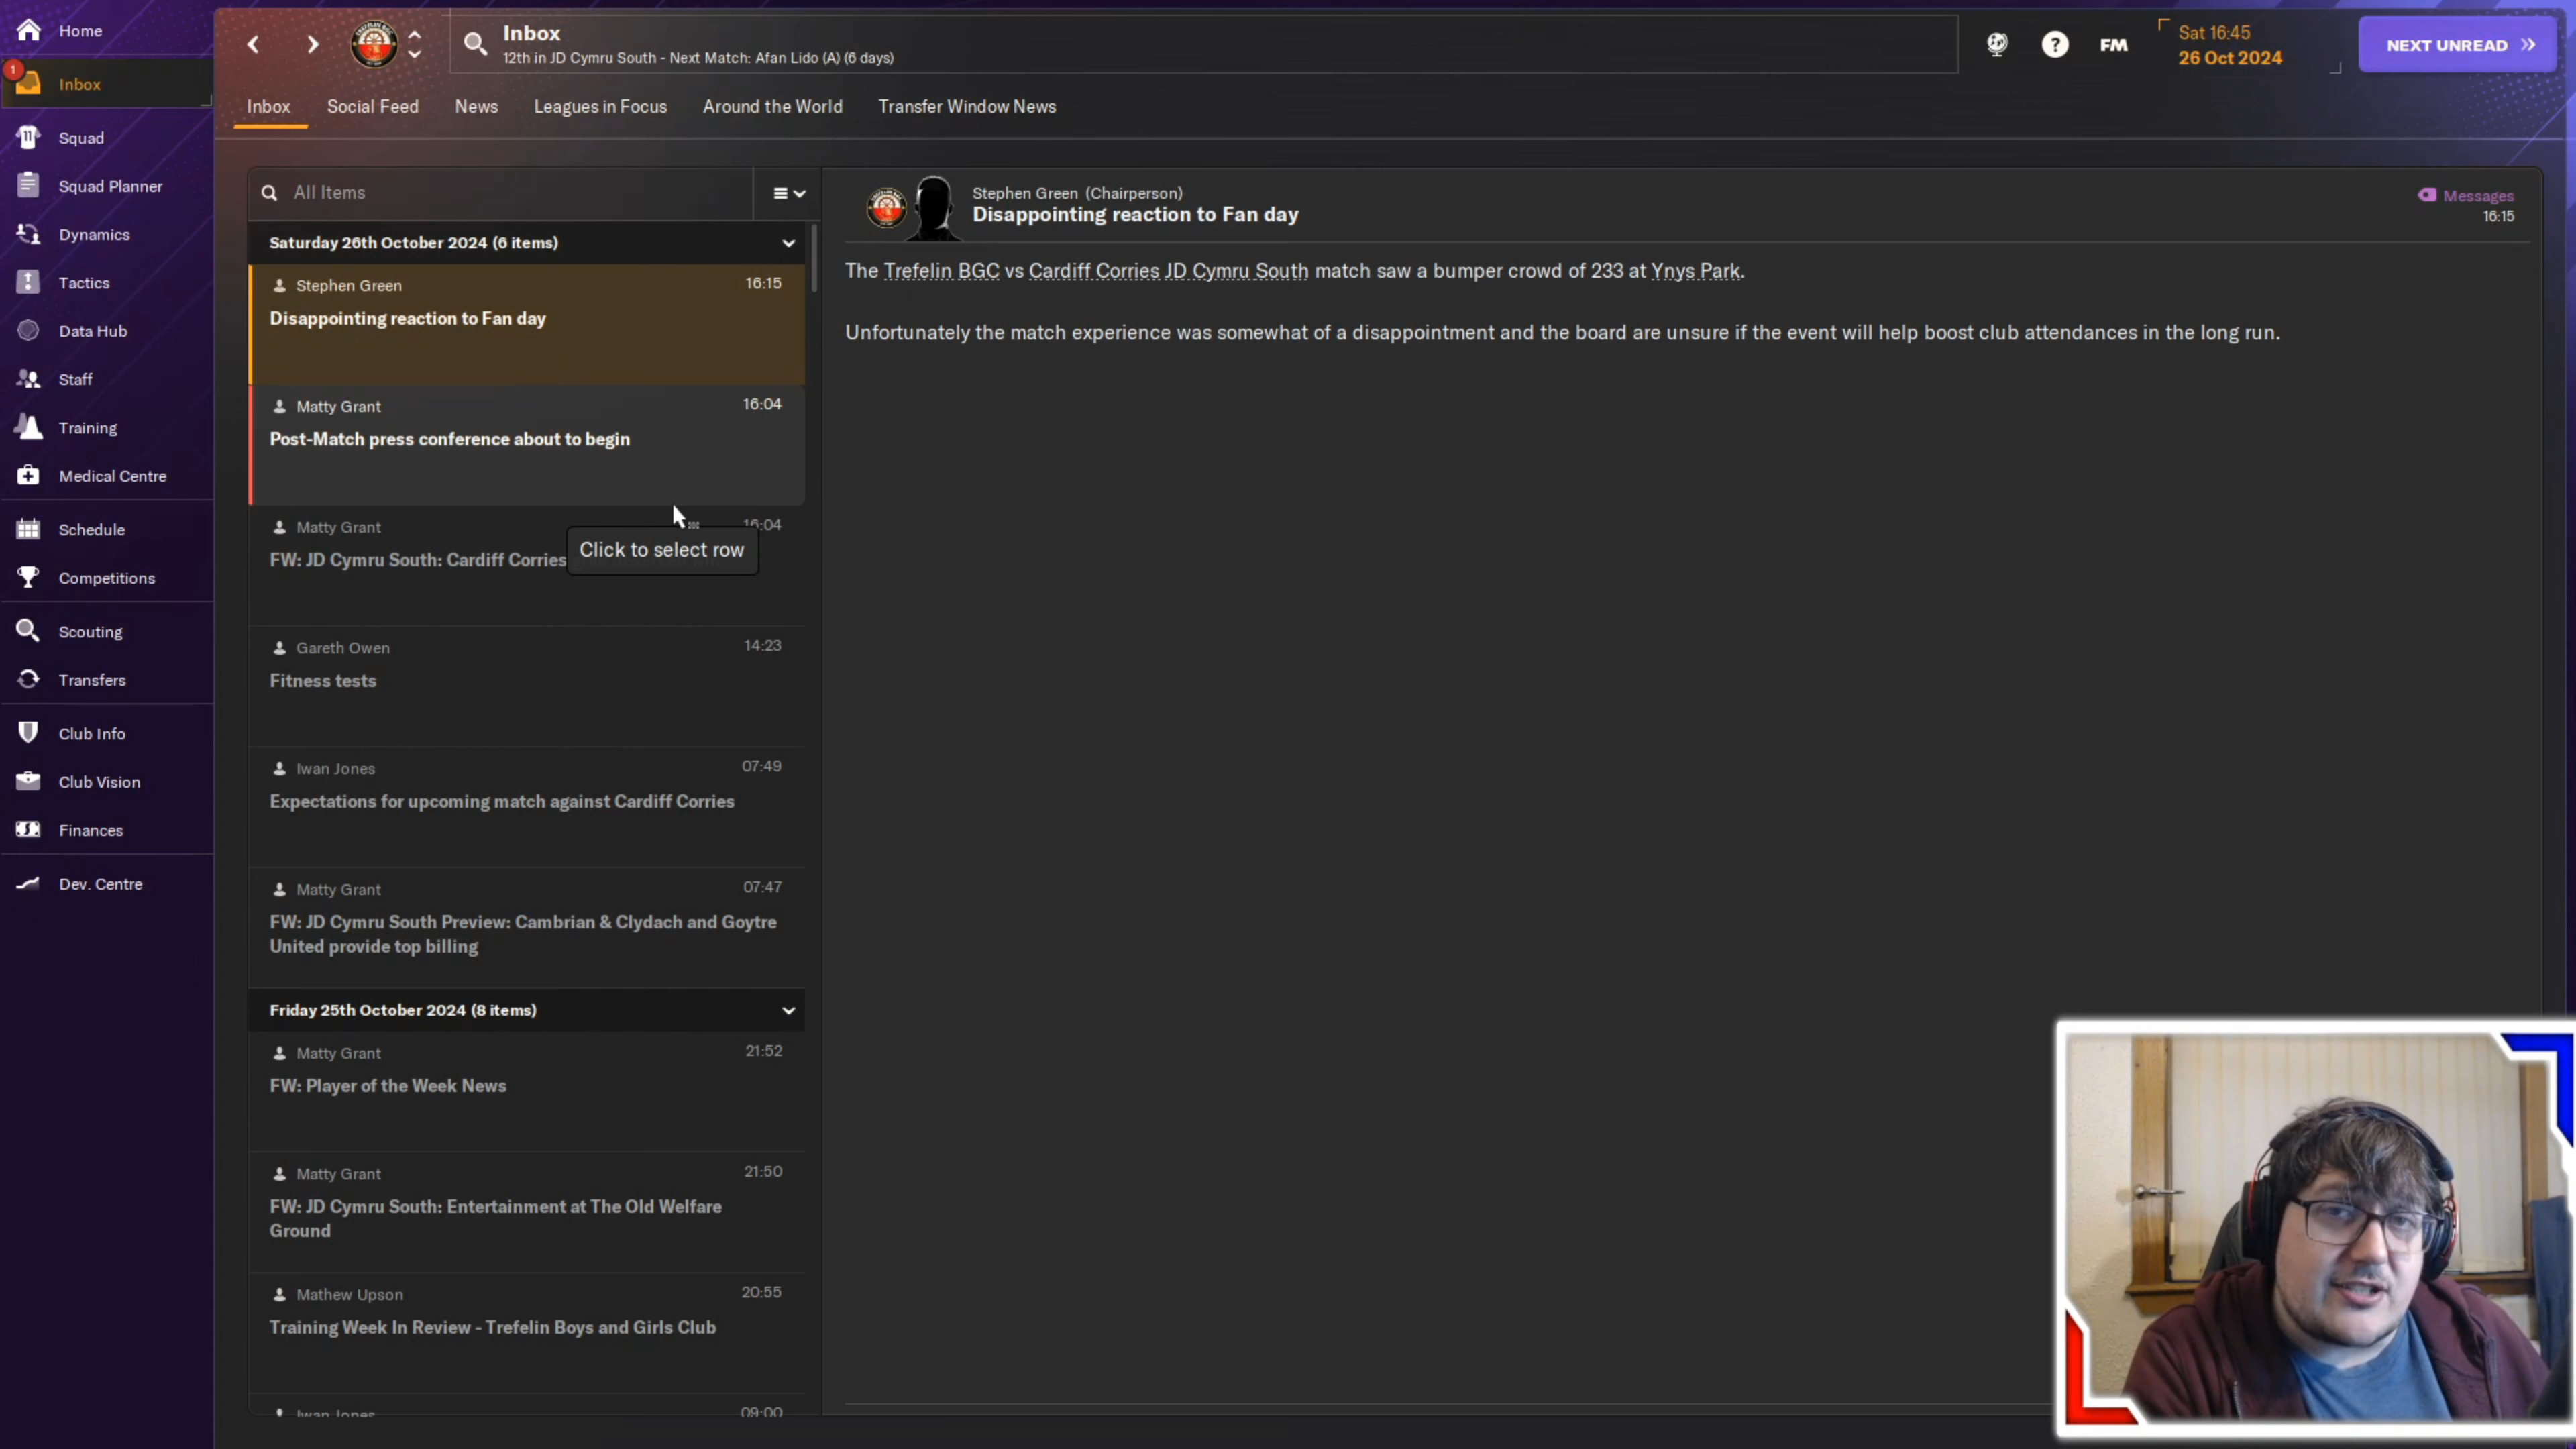 Home
1
Inbox
Squad
Squad Planner
Dynamics
Tactics
Data Hub
Staff
Training
Medical Centre
Schedule
Competitions
Scouting
Transfers
Club Info
Club Vision
Finances
Dev. Centre
Inbox
12th in JD Cymru South - Next Match: Afan Lido (A) (6 days)
?
FM
Sat 16:45
26 Oct 2024
NEXT UNREAD
Inbox
Social Feed
News
Leagues in Focus
Around the World
Transfer Window News
All Items
Saturday 26th October 2024 (6 items)
Stephen Green 16:15
Disappointing reaction to Fan day
Matty Grant 16:04
Post-Match press conference about to begin
Matty Grant 16:04
FW: JD Cymru South: Cardiff Corries
Click to select row
Gareth Owen 14:23
Fitness tests
Iwan Jones 07:49
Expectations for upcoming match against Cardiff Corries
Matty Grant 07:47
FW: JD Cymru South Preview: Cambrian & Clydach and Goytre
United provide top billing
Friday 25th October 2024 (8 items)
Matty Grant 21:52
FW: Player of the Week News
Matty Grant 21:50
FW: JD Cymru South: Entertainment at The Old Welfare
Ground
Mathew Upson 20:55
Training Week In Review - Trefelin Boys and Girls Club
Iwan Jones 09:00
Stephen Green (Chairperson)
Disappointing reaction to Fan day
Messages
16:15
The Trefelin BGC vs Cardiff Corries JD Cymru South match saw a bumper crowd of 233 at Ynys Park.
Unfortunately the match experience was somewhat of a disappointment and the board are unsure if the event will help boost club attendances in the long run.